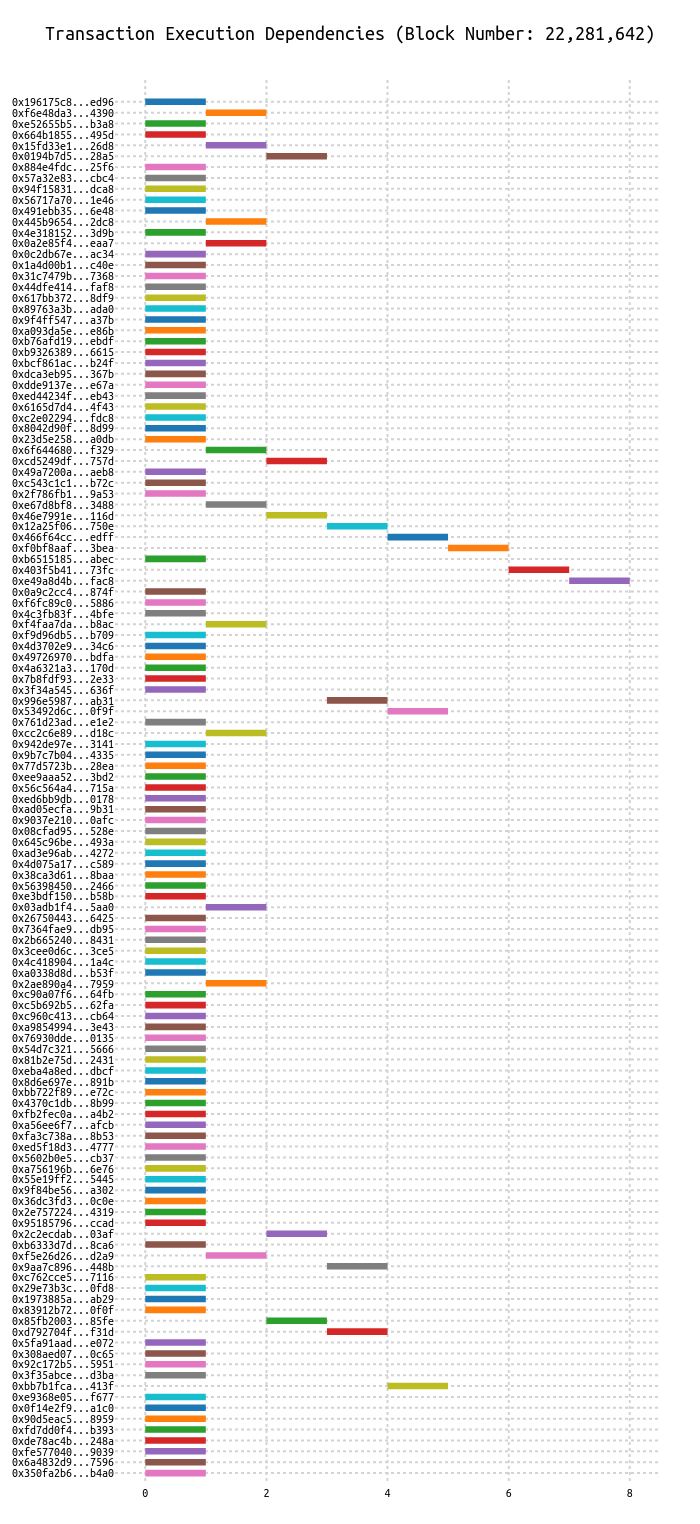 Transaction Execution Dependencies (Block Number: 22,281,642)
0x196175c8...ed96
0xf6e48da3...4390
0xe52655b5...b3a8
0x664b1855...495d
0x15fd33e1...26d8
0x0194b7d5...28a5
0x884e4fdc...25f6
0x57a32e83...cbc4
0x94f15831...dca8
0x56717a70...1e46
0x491ebb35...6e48
0x445b9654...2dc8
0x4e318152...3d9b
0x0a2e85f4...eaa7
0x0c2db67e...ac34
0x1a4d00b1...c40e
0x31c7479b...7368
0x44dfe414...faf8
0x617bb372...8df9
0x89763a3b...ada0
0x9f4ff547...a37b
0xa093da5e...e86b
0xb76afd19...ebdf
0xb9326389...6615
0xbcf861ac...b24f
0xdca3eb95...367b
0xdde9137e...e67a
0xed44234f...eb43
0x6165d7d4...4f43
0xc2e02294...fdc8
0x8042d90f...8d99
0x23d5e258...a0db
0x6f644680...f329
0xcd5249df...757d
0x49a7200a...aeb8
0xc543c1c1...b72c
0x2f786fb1...9a53
0xe67d8bf8...3488
0x46e7991e...116d
0x12a25f06...750e
0x466f64cc...edff
0xf0bf8aaf...3bea
0xb6515185...abec
0x403f5b41...73fc
0xe49a8d4b...fac8
0x0a9c2cc4...874f
0xf6fc89c0...5886
0x4c3fb83f...4bfe
0xf4faa7da...b8ac
0xf9d96db5...b709
0x4d3702e9...34c6
0x49726970...bdfa
0x4a6321a3...170d
0x7b8fdf93...2e33
0x3f34a545...636f
0x996e5987...ab31
0x53492d6c...0f9f
0x761d23ad...e1e2
0xcc2c6e89...d18c
0x942de97e...3141
0x9b7c7b04...4335
0x77d5723b...28ea
0xee9aaa52...3bd2
0x56c564a4...715a
0xed6bb9db...0178
0xad05ecfa...9b31
0x9037e210...0afc
0x08cfad95...528e
0x645c96be...493a
0xad3e96ab...4272
0x4d075a17...c589
0x38ca3d61...8baa
0x56398450...2466
0xe3bdf150...b58b
0x03adb1f4...5aa0
0x26750443...6425
0x7364fae9...db95
0x2b665240...8431
0x3cee0d6c...3ce5
0x4c418904...1a4c
0xa0338d8d...b53f
0x2ae890a4...7959
0xc90a07f6...64fb
0xc5b692b5...62fa
0xc960c413...cb64
0xa9854994...3e43
0x76930dde...0135
0x54d7c321...5666
0x81b2e75d...2431
0xeba4a8ed...dbcf
0x8d6e697e...891b
0xbb722f89...e72c
0x4370c1db...8b99
0xfb2fec0a...a4b2
0xa56ee6f7...afcb
0xfa3c738a...8b53
0xed5f18d3...4777
0x5602b0e5...cb37
0xa756196b...6e76
0x55e19ff2...5445
0x9f84be56...a302
0x36dc3fd3...0c0e
0x2e757224...4319
0x95185796...ccad
0x2c2ecdab...03af
0xb6333d7d...8ca6
0xf5e26d26...d2a9
0x9aa7c896...448b
0xc762cce5...7116
0x29e73b3c...0fd8
0x1973885a...ab29
0x83912b72...0f0f
0x85fb2003...85fe
0xd792704f...f31d
0x5fa91aad...e072
0x308aed07...0c65
0x92c172b5...5951
0x3f35abce...d3ba
0xbb7b1fca...413f
0xe9368e05...f677
0x0f14e2f9...a1c0
0x90d5eac5...8959
0xfd7dd0f4...b393
0xde78ac4b...248a
0xfe577040...9039
0x6a4832d9...7596
0x350fa2b6...b4a0
0 2 4 6 8